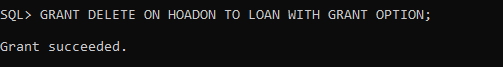 SQL> GRANT DELETE ON HOADON TO LOAN WITH GRANT OPTION;
Grant succeeded.